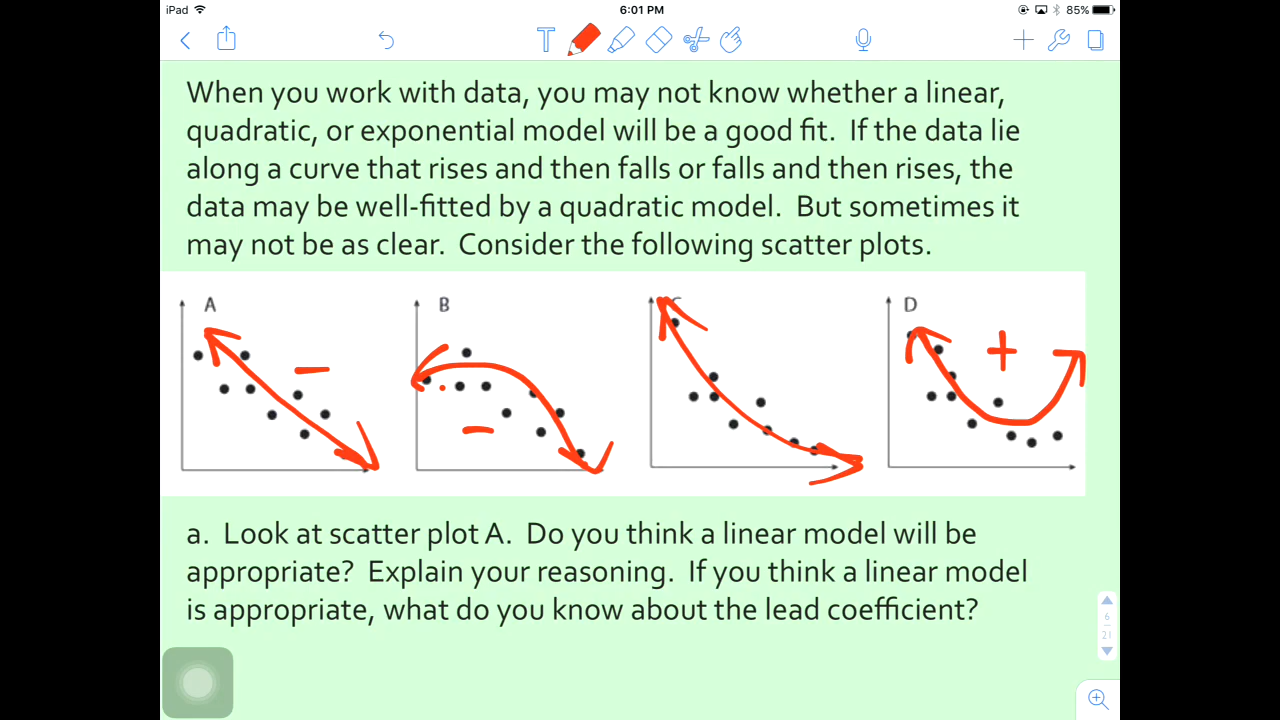 iPad 6:01 PM 85%
T
When you work with data, you may not know whether a linear,
quadratic, or exponential model will be a good fit. If the data lie
along a curve that rises and then falls or falls and then rises, the
data may be well-fitted by a quadratic model. But sometimes it
may not be as clear. Consider the following scatter plots.
A B C D
− − +
a. Look at scatter plot A. Do you think a linear model will be
appropriate? Explain your reasoning. If you think a linear model
is appropriate, what do you know about the lead coefficient?
6
21